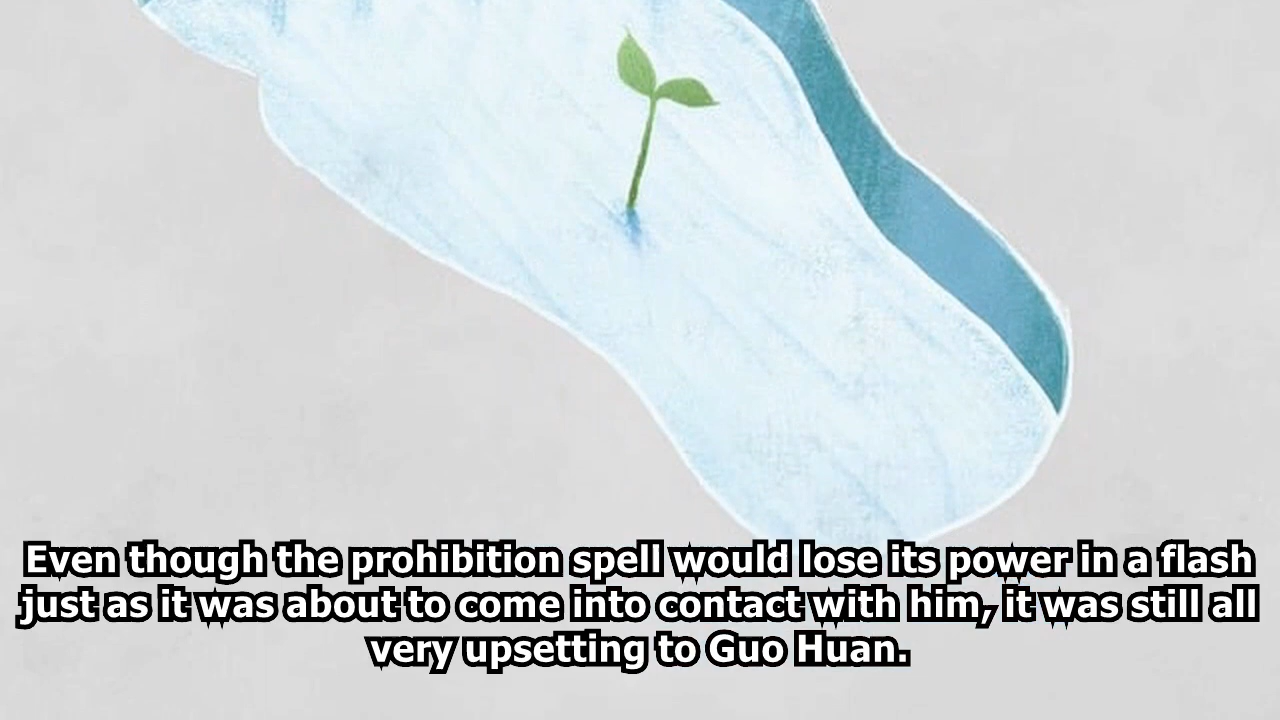 Even though the prohibition spell would lose its power in a flash
just as it was about to come into contact with him, it was still all
very upsetting to Guo Huan.